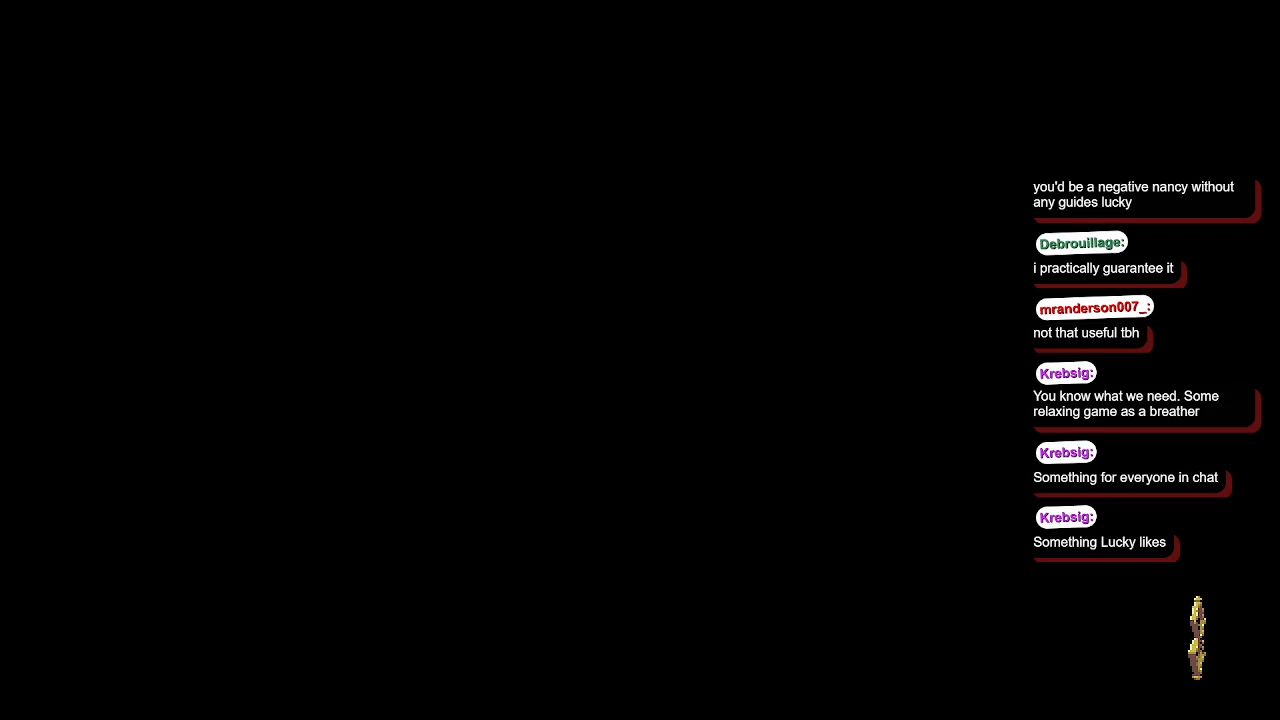 you'd be a negative nancy without
any guides lucky
Debrouillage:
i practically guarantee it
mranderson007_:
not that useful tbh
Krebsig:
You know what we need. Some
relaxing game as a breather
Krebsig:
Something for everyone in chat
Krebsig:
Something Lucky likes